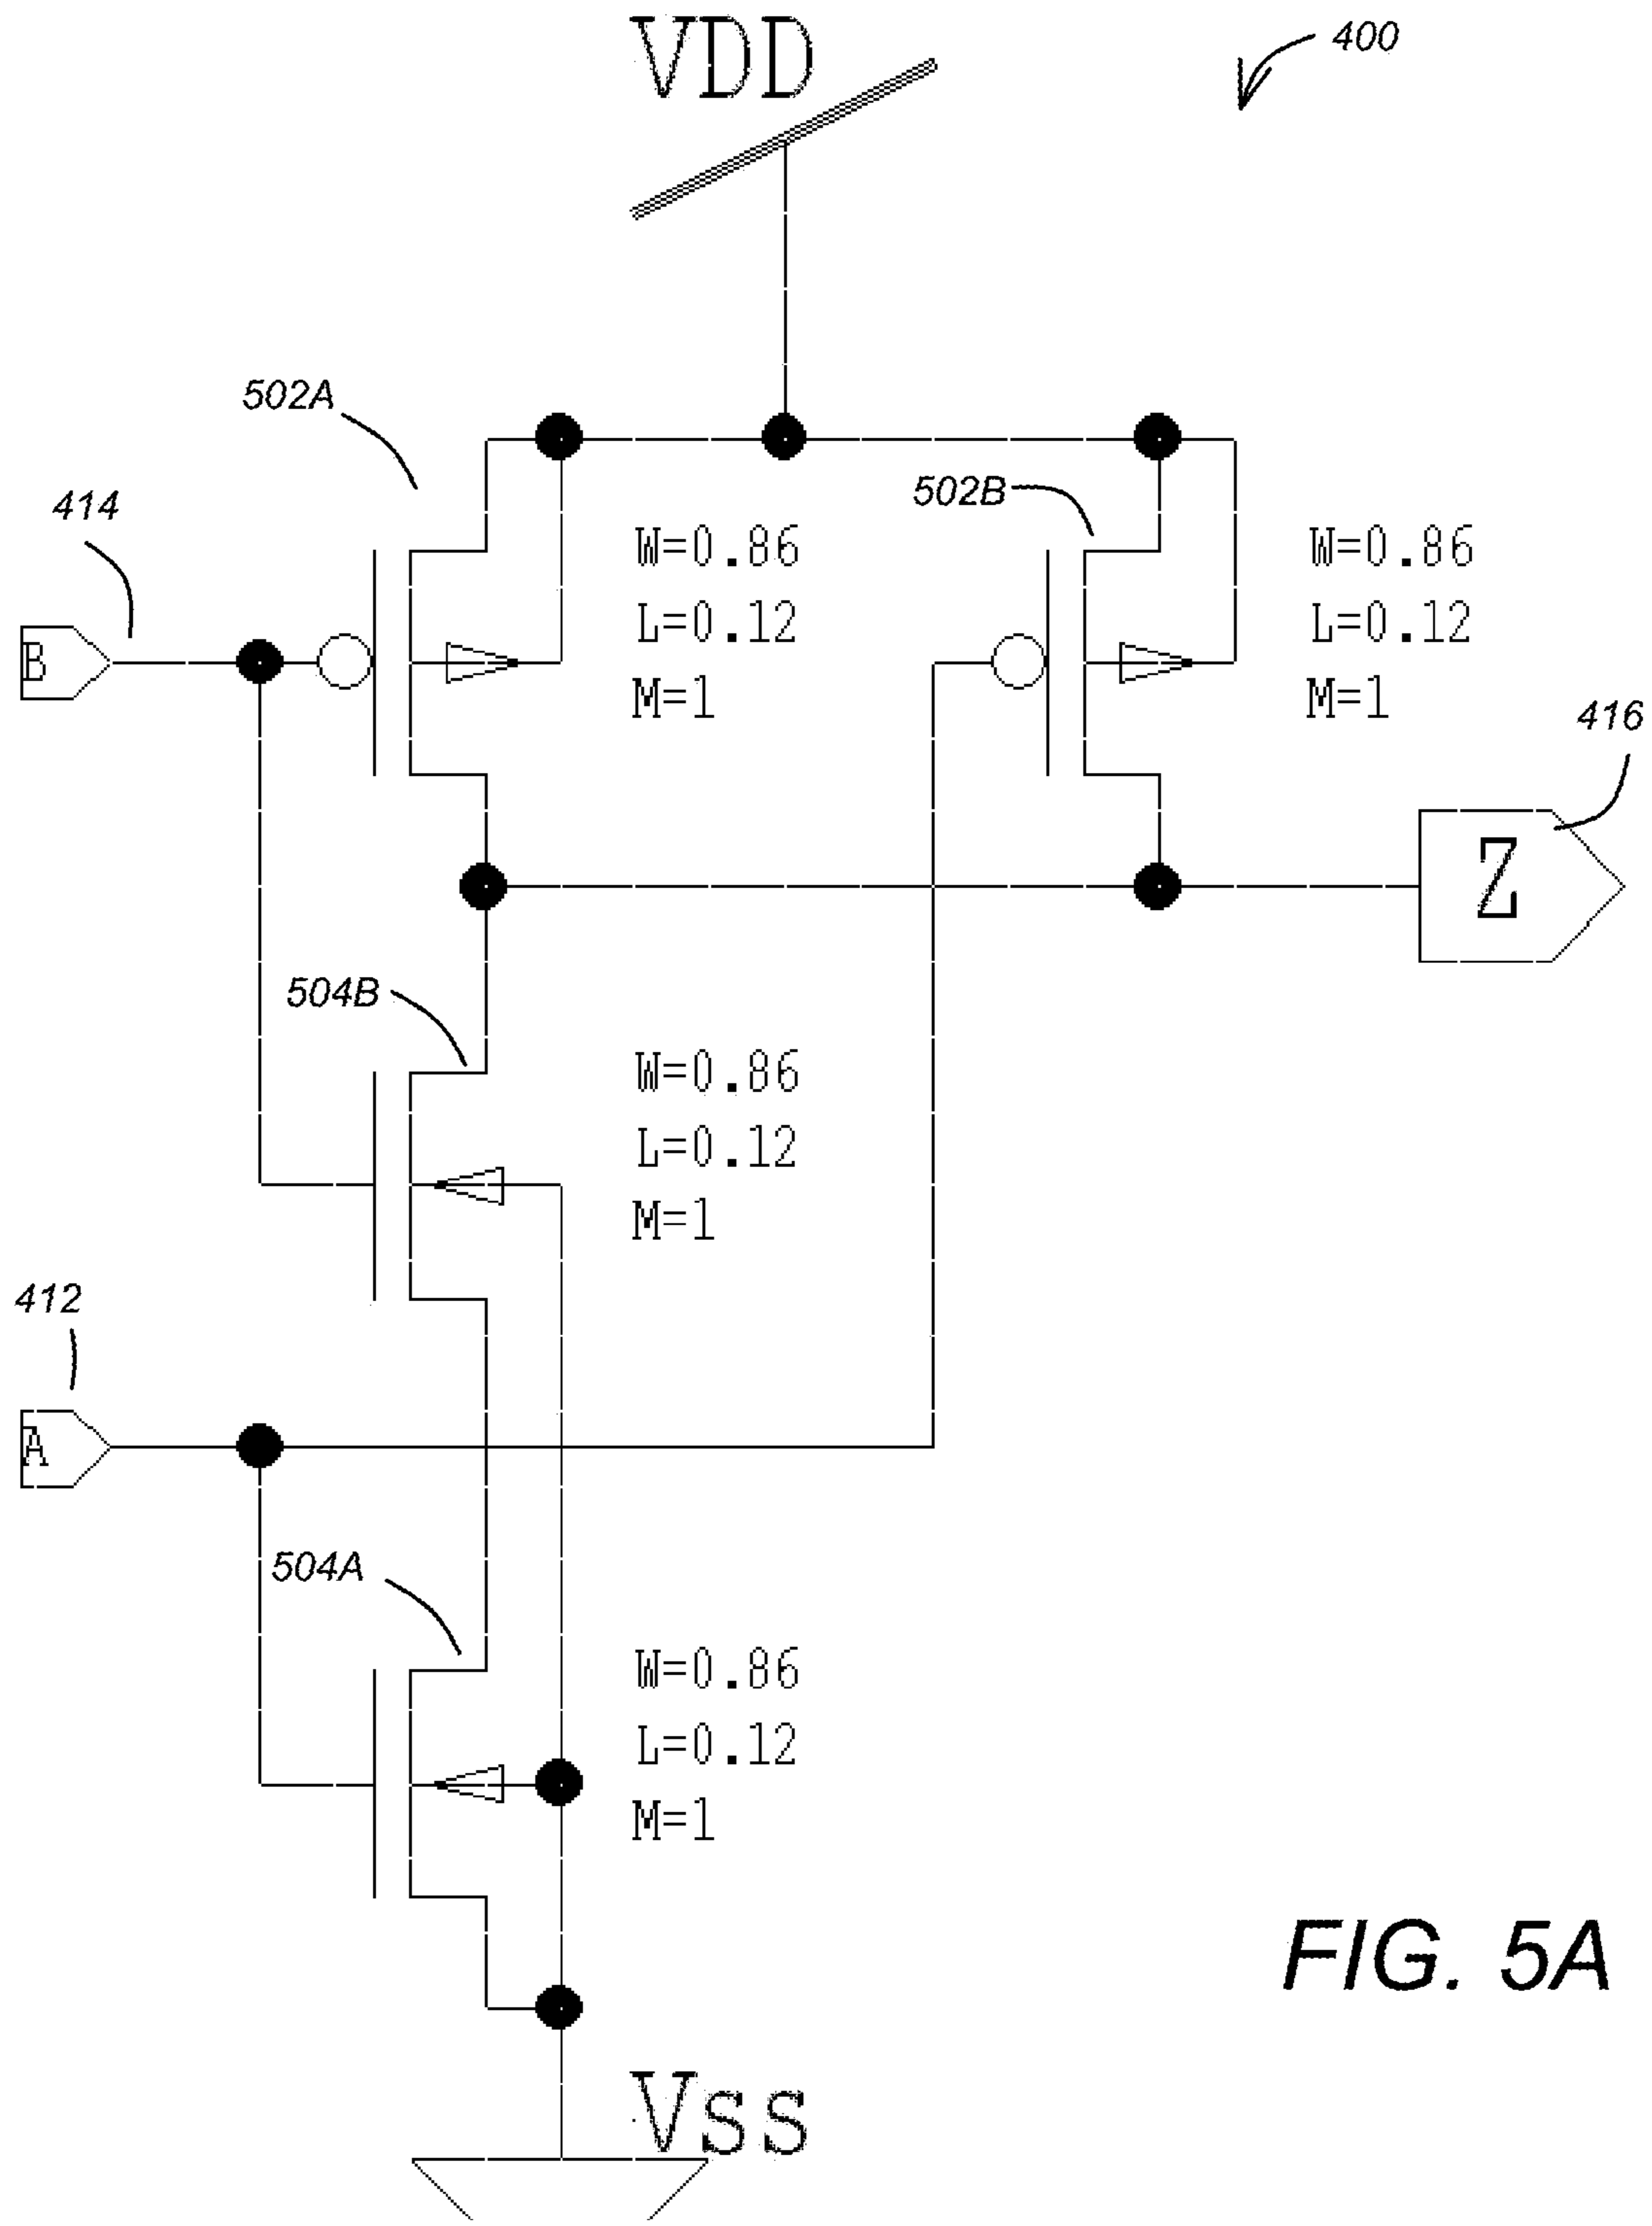 VDD
400
502A
502B
414
W=0.86
L=0.12
M=1
W=0.86
L=0.12
M=1
B
416
Z
504B
W=0.86
L=0.12
M=1
412
A
504A
W=0.86
L=0.12
M=1
FIG. 5A
VSS